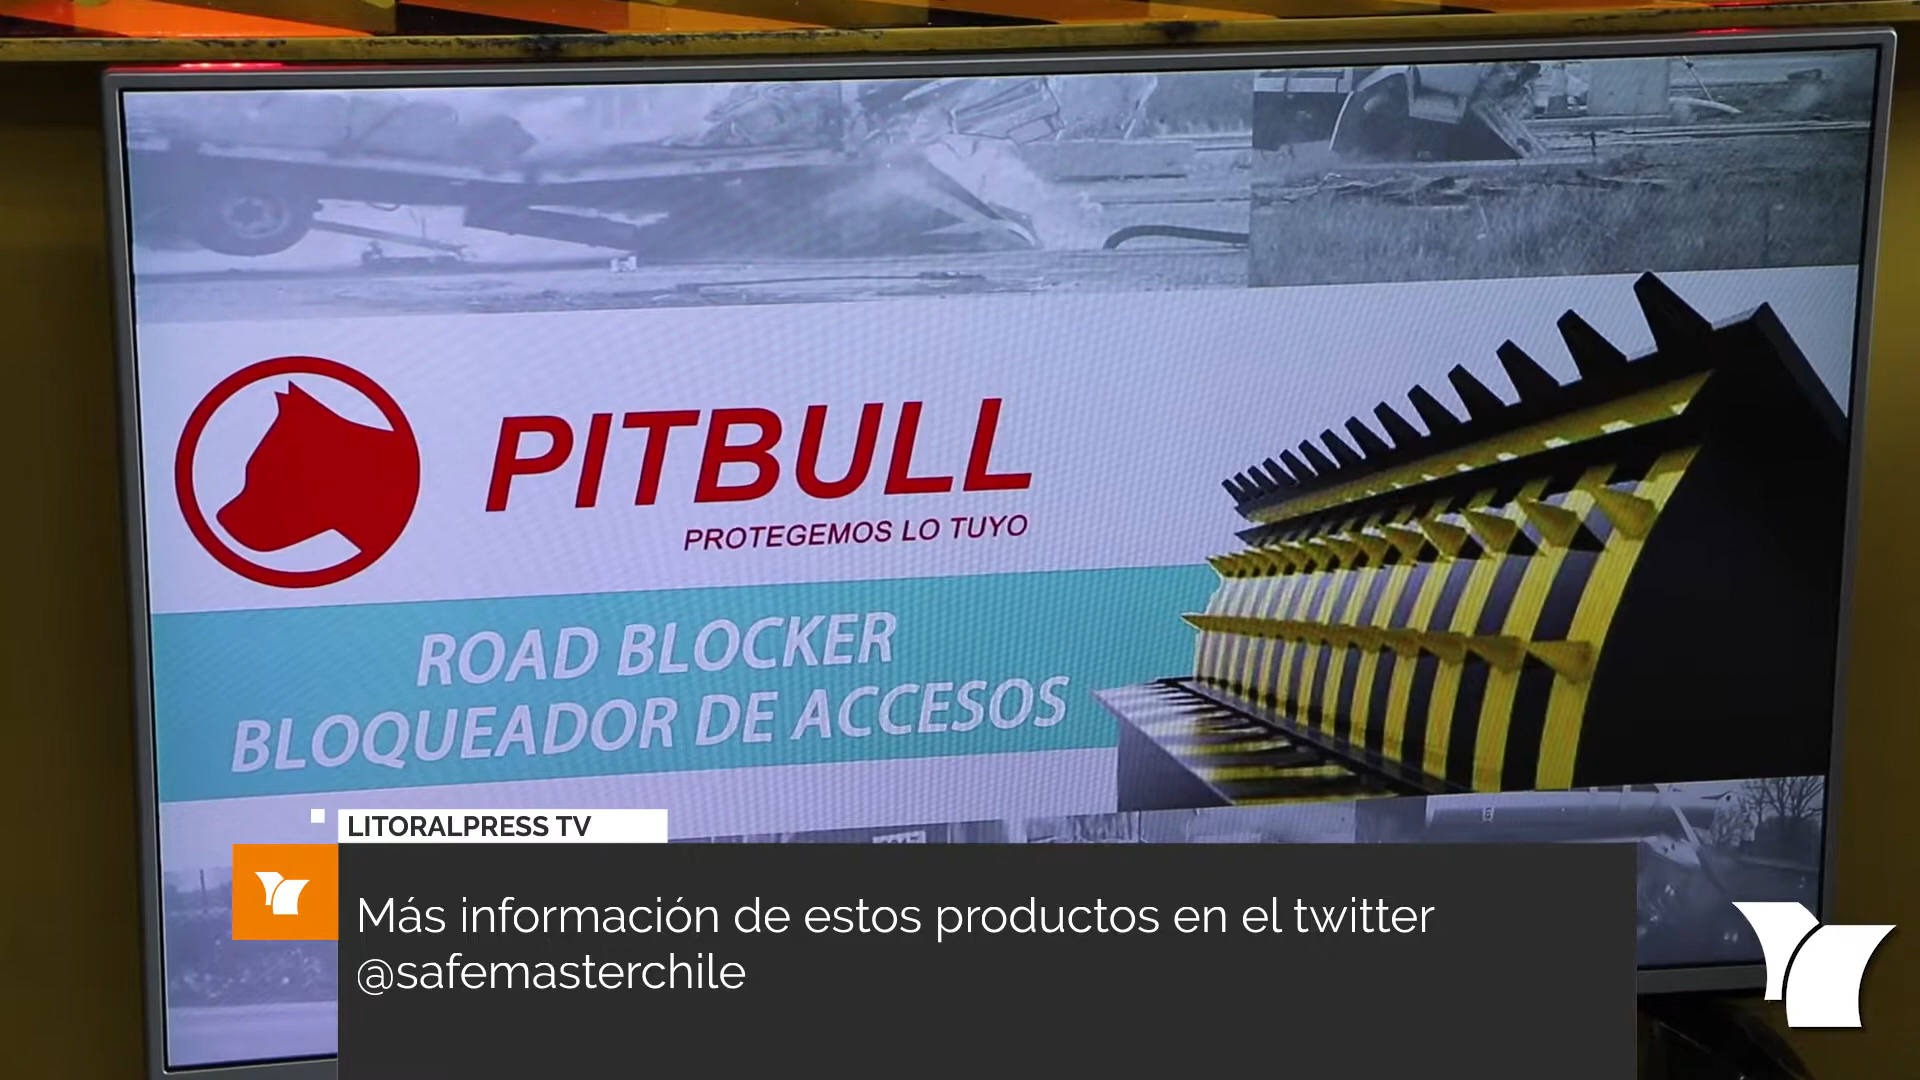 PITBULL
PROTEGEMOS LO TUYO
ROAD BLOCKER
BLOQUEADOR DE ACCESOS
LITORALPRESS TV
Más información de estos productos en el twitter
@safemasterchile